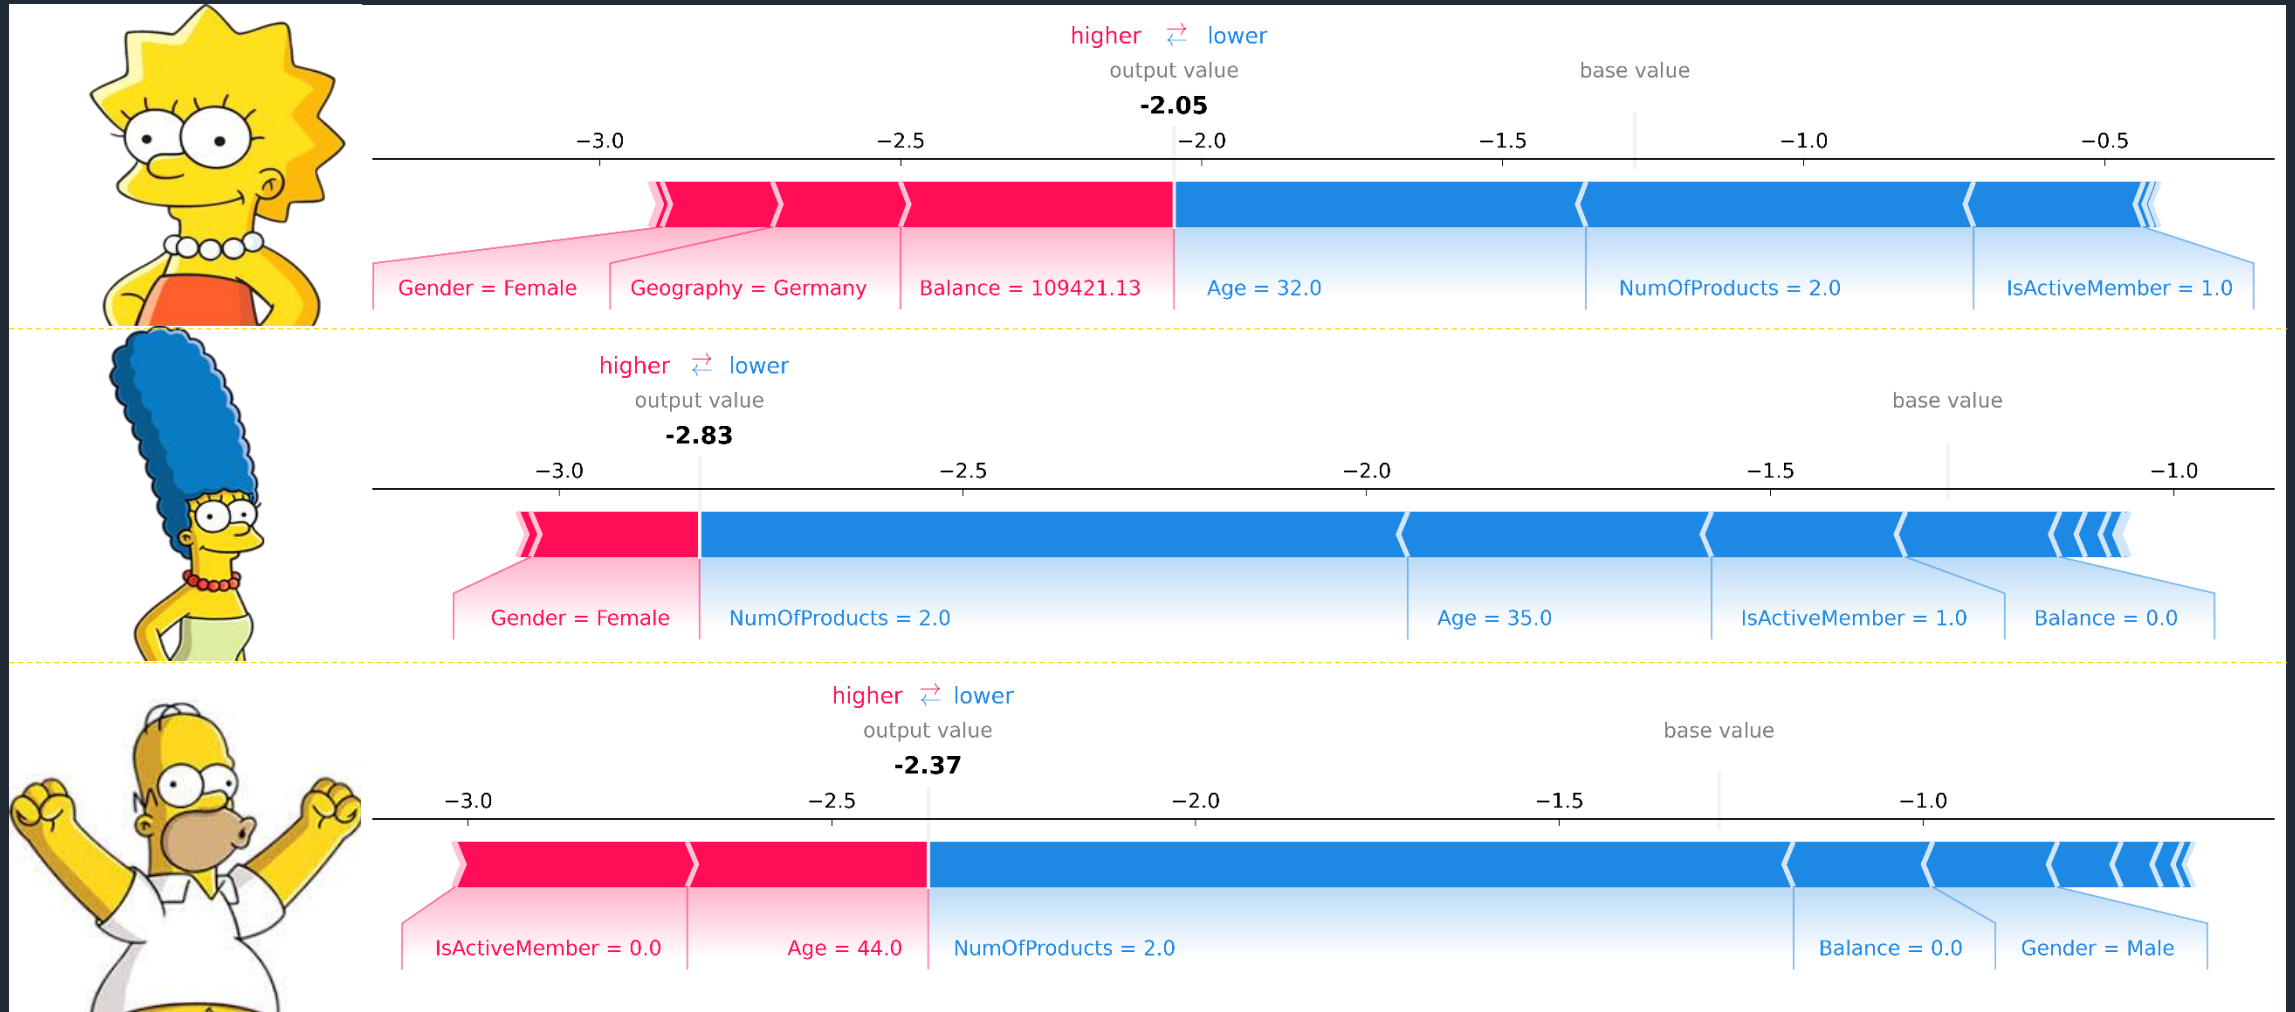 higher ⇄ lower
output value base value
-2.05
−3.0 −2.5 −2.0 −1.5 −1.0 −0.5
Gender = Female Geography = Germany Balance = 109421.13 Age = 32.0 NumOfProducts = 2.0 IsActiveMember = 1.0
higher ⇄ lower
output value base value
-2.83
−3.0 −2.5 −2.0 −1.5 −1.0
Gender = Female NumOfProducts = 2.0 Age = 35.0 IsActiveMember = 1.0 Balance = 0.0
higher ⇄ lower
output value base value
-2.37
−3.0 −2.5 −2.0 −1.5 −1.0
IsActiveMember = 0.0 Age = 44.0 NumOfProducts = 2.0 Balance = 0.0 Gender = Male